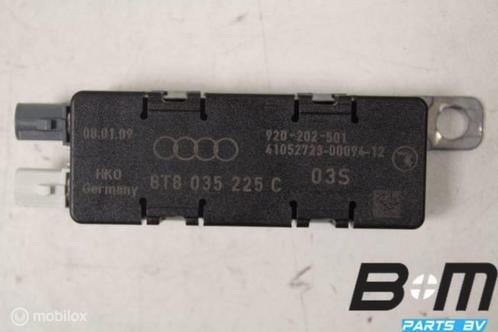 08.01.09
920-202-501
41052723-00094-12
HKO
Germany
8T8 035 225 C
03S
B M
PARTS BV
© mobilox